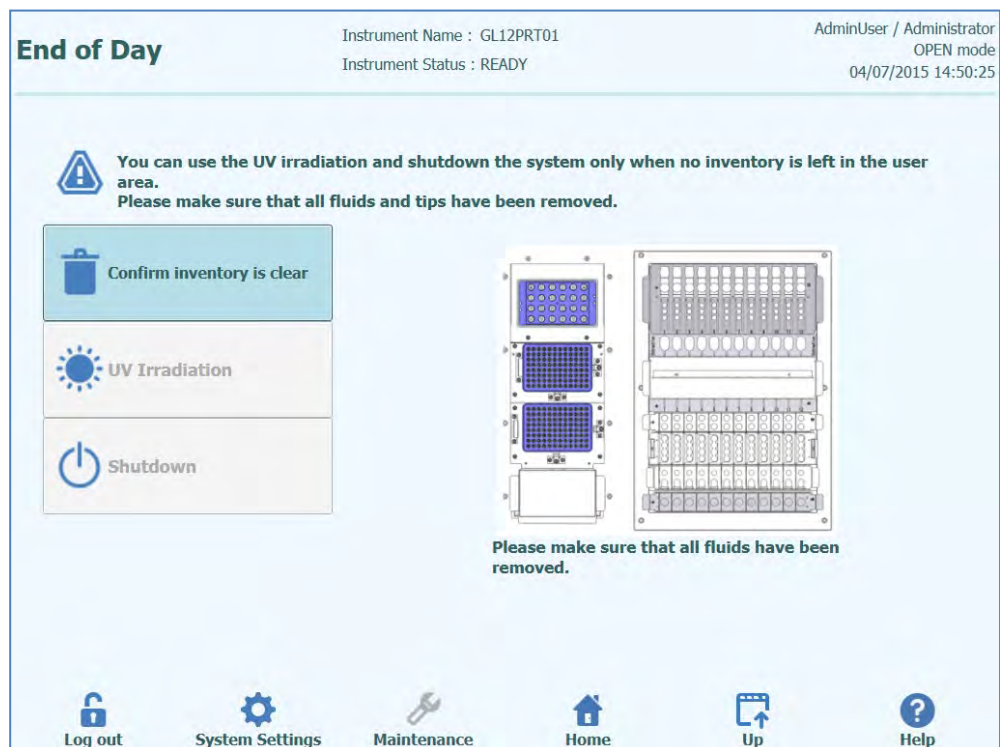 End of Day
Instrument Name : GL12PRT01
Instrument Status : READY
AdminUser / Administrator
OPEN mode
04/07/2015 14:50:25
You can use the UV irradiation and shutdown the system only when no inventory is left in the user
area.
Please make sure that all fluids and tips have been removed.
Confirm inventory is clear
UV Irradiation
Shutdown
Please make sure that all fluids have been
removed.
Log out
System Settings
Maintenance
Home
Up
Help